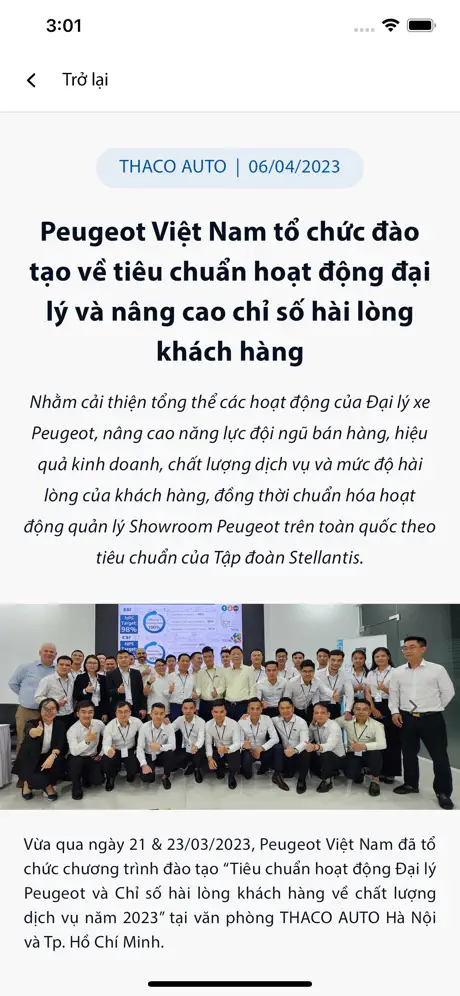 3:01
Trở lại
THACO AUTO | 06/04/2023
Peugeot Việt Nam tổ chức đào
tạo về tiêu chuẩn hoạt động đại
lý và nâng cao chỉ số hài lòng
khách hàng
Nhằm cải thiện tổng thể các hoạt động của Đại lý xe
Peugeot, nâng cao năng lực đội ngũ bán hàng, hiệu
quả kinh doanh, chất lượng dịch vụ và mức độ hài
lòng của khách hàng, đồng thời chuẩn hóa hoạt
động quản lý Showroom Peugeot trên toàn quốc theo
tiêu chuẩn của Tập đoàn Stellantis.
NPS
Target
98%
NPS
Target
Vừa qua ngày 21 & 23/03/2023, Peugeot Việt Nam đã tổ
chức chương trình đào tạo “Tiêu chuẩn hoạt động Đại lý
Peugeot và Chỉ số hài lòng khách hàng về chất lượng
dịch vụ năm 2023” tại văn phòng THACO AUTO Hà Nội
và Tp. Hồ Chí Minh.